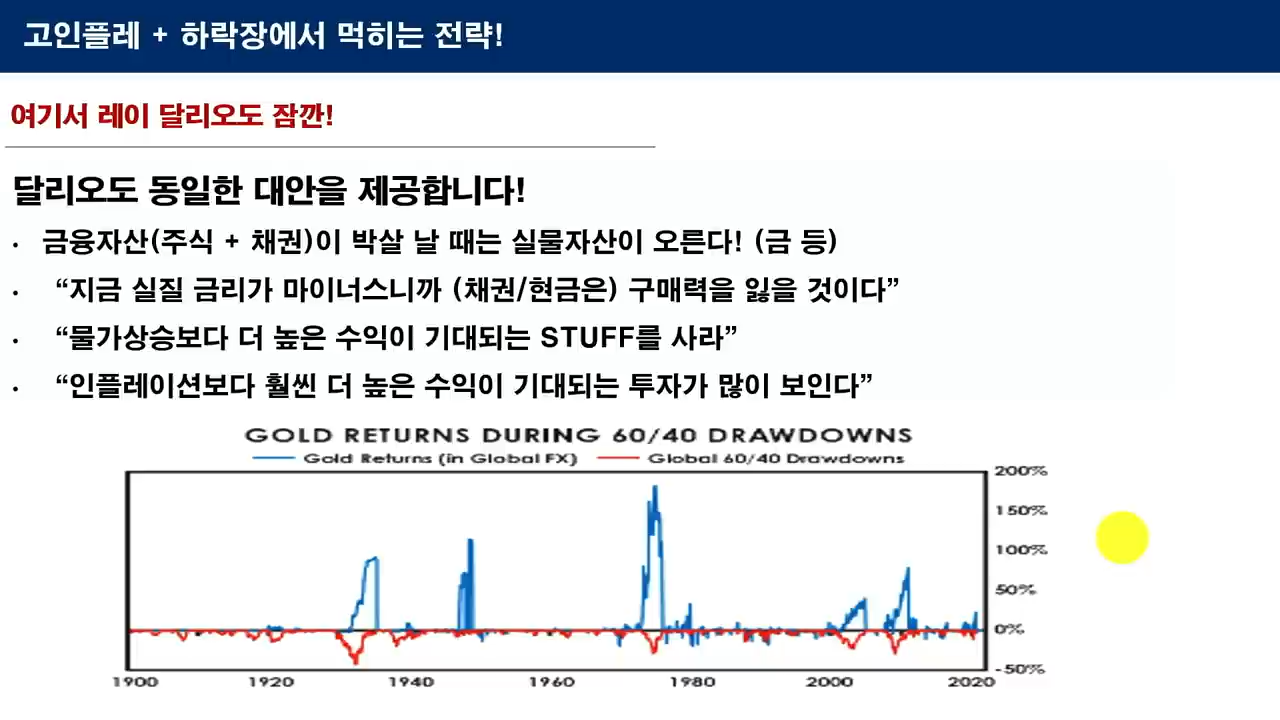 고인플레 + 하락장에서 먹히는 전략!
여기서 레이 달리오도 잠깐!
달리오도 동일한 대안을 제공합니다!
· 금융자산(주식 + 채권)이 박살 날 때는 실물자산이 오른다! (금 등)
· “지금 실질 금리가 마이너스니까 (채권/현금은) 구매력을 잃을 것이다”
· “물가상승보다 더 높은 수익이 기대되는 STUFF를 사라”
· “인플레이션보다 훨씬 더 높은 수익이 기대되는 투자가 많이 보인다”
GOLD RETURNS DURING 60/40 DRAWDOWNS
Gold Returns (in Global FX) Global 60/40 Drawdowns
200%
150%
100%
50%
0%
-50%
1900 1920 1940 1960 1980 2000 2020